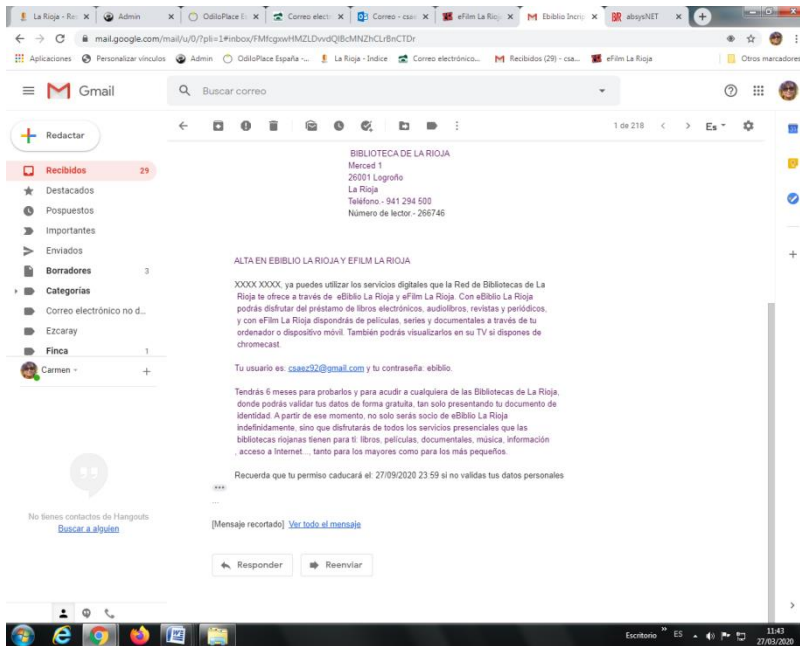 La Rioja - Re
Admin
OdiloPlace E
Correo elect
Correo - csae
eFilm La Rioj
Ebiblio Incrip
absysNET
mail.google.com/mail/u/0/?pli=1#inbox/FMfcgxwHMZLDvvdQlBcMNZhCLrBnCTDr
Aplicaciones
Personalizar vínculos
Admin
OdiloPlace España -...
La Rioja - Indice
Correo electrónico...
Recibidos (29) - csa...
eFilm La Rioja
Otros marcadores
Gmail
Buscar correo
Redactar
1 de 218
Es
Recibidos 29
Destacados
Pospuestos
Importantes
Enviados
Borradores 3
Categorías
Correo electrónico no d...
Ezcaray
Finca 1
Carmen
No tienes contactos de Hangouts
Buscar a alguien
BIBLIOTECA DE LA RIOJA
Merced 1
26001 Logroño
La Rioja
Teléfono.- 941 294 500
Número de lector.- 266746
ALTA EN EBIBLIO LA RIOJA Y EFILM LA RIOJA
XXXX XXXX, ya puedes utilizar los servicios digitales que la Red de Bibliotecas de La
Rioja te ofrece a través de eBiblio La Rioja y eFilm La Rioja. Con eBiblio La Rioja
podrás disfrutar del préstamo de libros electrónicos, audiolibros, revistas y periódicos,
y con eFilm La Rioja dispondrás de películas, series y documentales a través de tu
ordenador o dispositivo móvil. También podrás visualizarlos en su TV si dispones de
chromecast.
Tu usuario es: csaez92@gmail.com y tu contraseña: ebiblio.
Tendrás 6 meses para probarlos y para acudir a cualquiera de las Bibliotecas de La Rioja,
donde podrás validar tus datos de forma gratuita, tan solo presentando tu documento de
identidad. A partir de ese momento, no solo serás socio de eBiblio La Rioja
indefinidamente, sino que disfrutarás de todos los servicios presenciales que las
bibliotecas riojanas tienen para ti: libros, películas, documentales, música, información
, acceso a Internet..., tanto para los mayores como para los más pequeños.
Recuerda que tu permiso caducará el: 27/09/2020 23:59 si no validas tus datos personales
...
[Mensaje recortado] Ver todo el mensaje
Responder
Reenviar
Escritorio
ES
11:43
27/03/2020